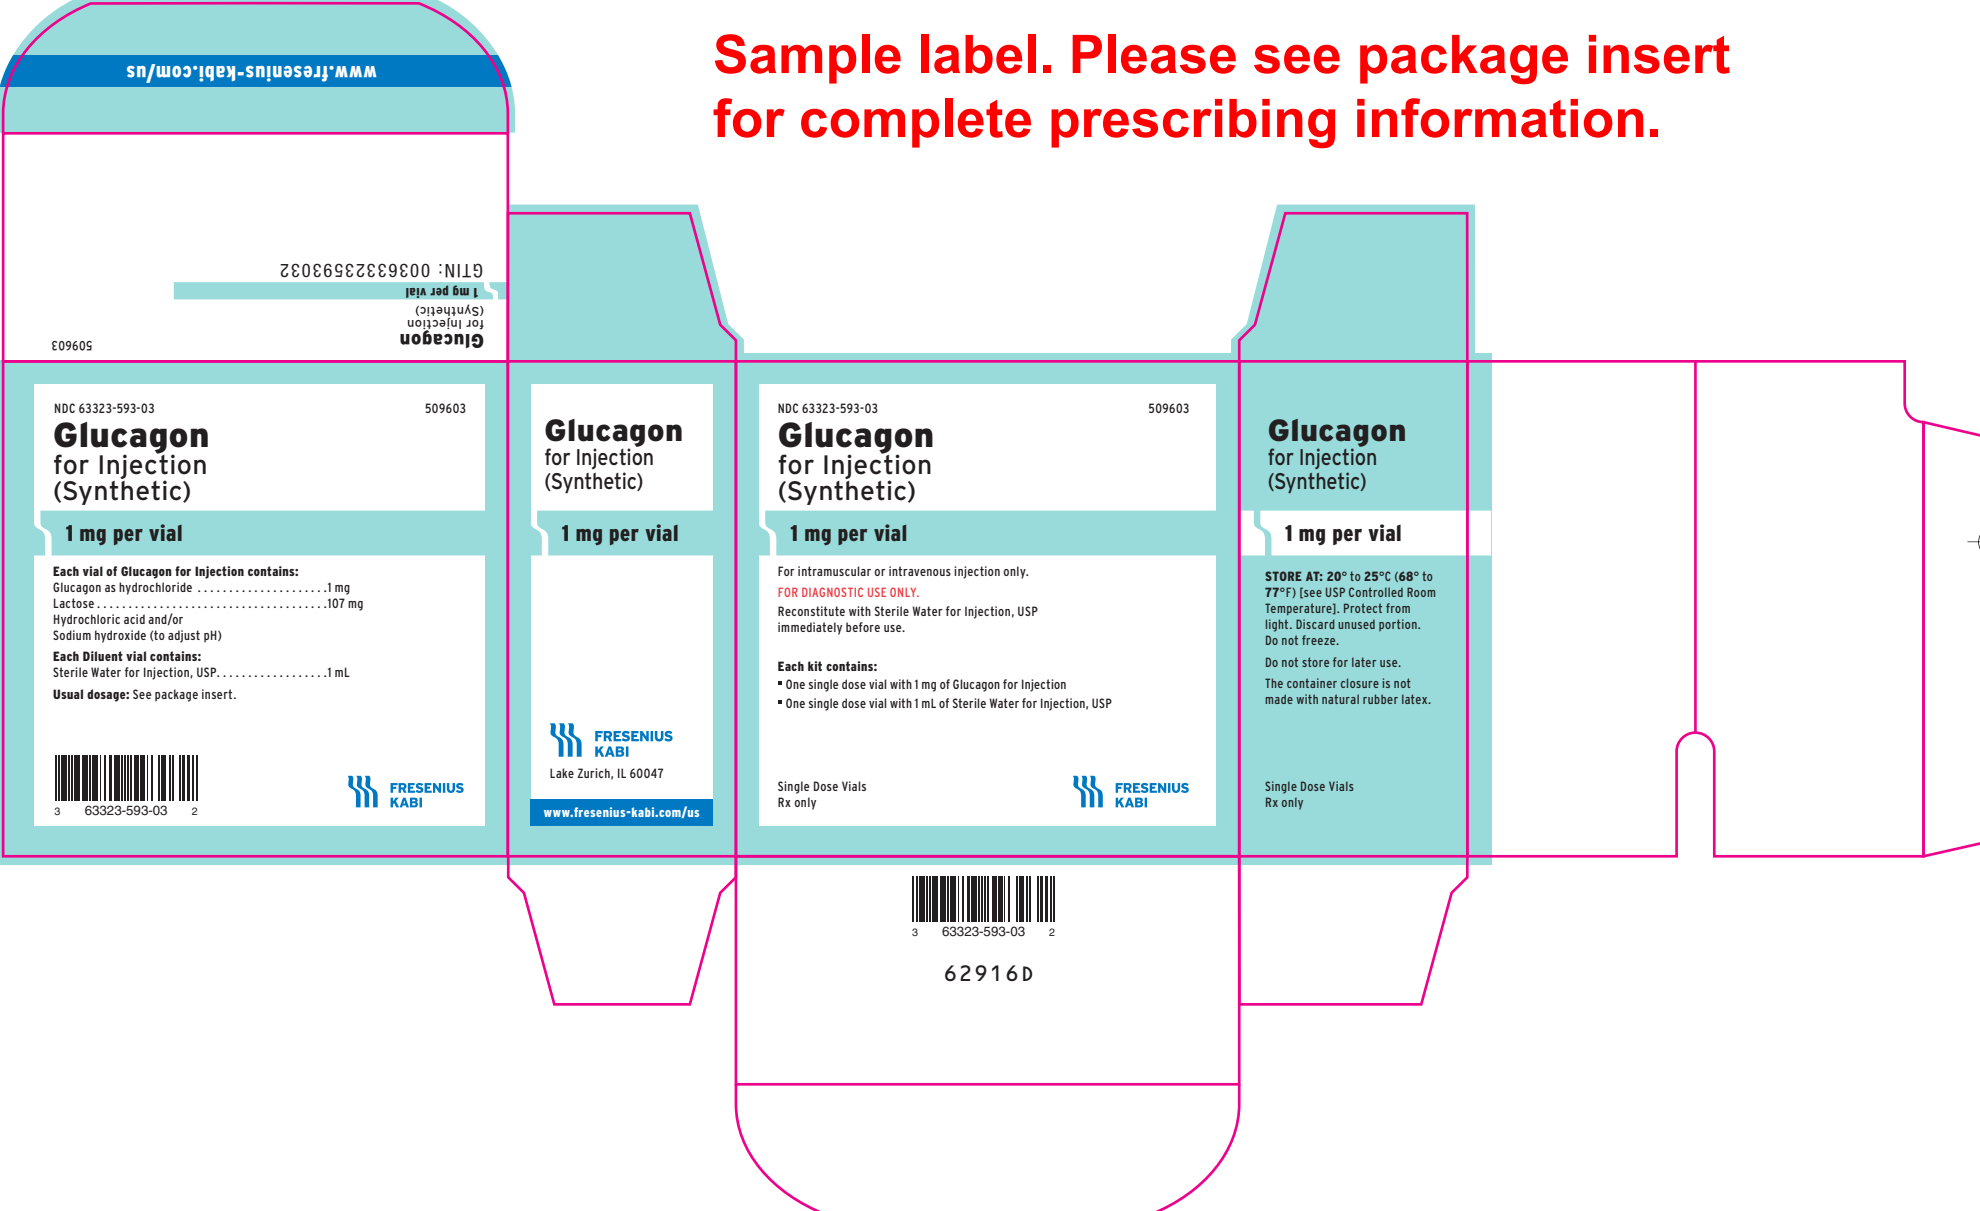 Sample label. Please see package insert
for complete prescribing information.
www.fresenius-kabi.com/us
GTIN: 00363323593032
1 mg per vial
(Synthetic)
for Injection
Glucagon
509603
NDC 63323-593-03 509603
Glucagon
for Injection
(Synthetic)
1 mg per vial
Each vial of Glucagon for Injection contains:
Glucagon as hydrochloride .....................1 mg
Lactose.....................................107 mg
Hydrochloric acid and/or
Sodium hydroxide (to adjust pH)
Each Diluent vial contains:
Sterile Water for Injection, USP..................1 mL
Usual dosage: See package insert.
3 63323-593-03 2
FRESENIUS
KABI
Glucagon
for Injection
(Synthetic)
1 mg per vial
FRESENIUS
KABI
Lake Zurich, IL 60047
www.fresenius-kabi.com/us
NDC 63323-593-03 509603
Glucagon
for Injection
(Synthetic)
1 mg per vial
For intramuscular or intravenous injection only.
FOR DIAGNOSTIC USE ONLY.
Reconstitute with Sterile Water for Injection, USP
immediately before use.
Each kit contains:
▪ One single dose vial with 1 mg of Glucagon for Injection
▪ One single dose vial with 1 mL of Sterile Water for Injection, USP
Single Dose Vials
Rx only
FRESENIUS
KABI
Glucagon
for Injection
(Synthetic)
1 mg per vial
STORE AT: 20° to 25°C (68° to
77°F) [see USP Controlled Room
Temperature]. Protect from
light. Discard unused portion.
Do not freeze.
Do not store for later use.
The container closure is not
made with natural rubber latex.
Single Dose Vials
Rx only
3 63323-593-03 2
62916D